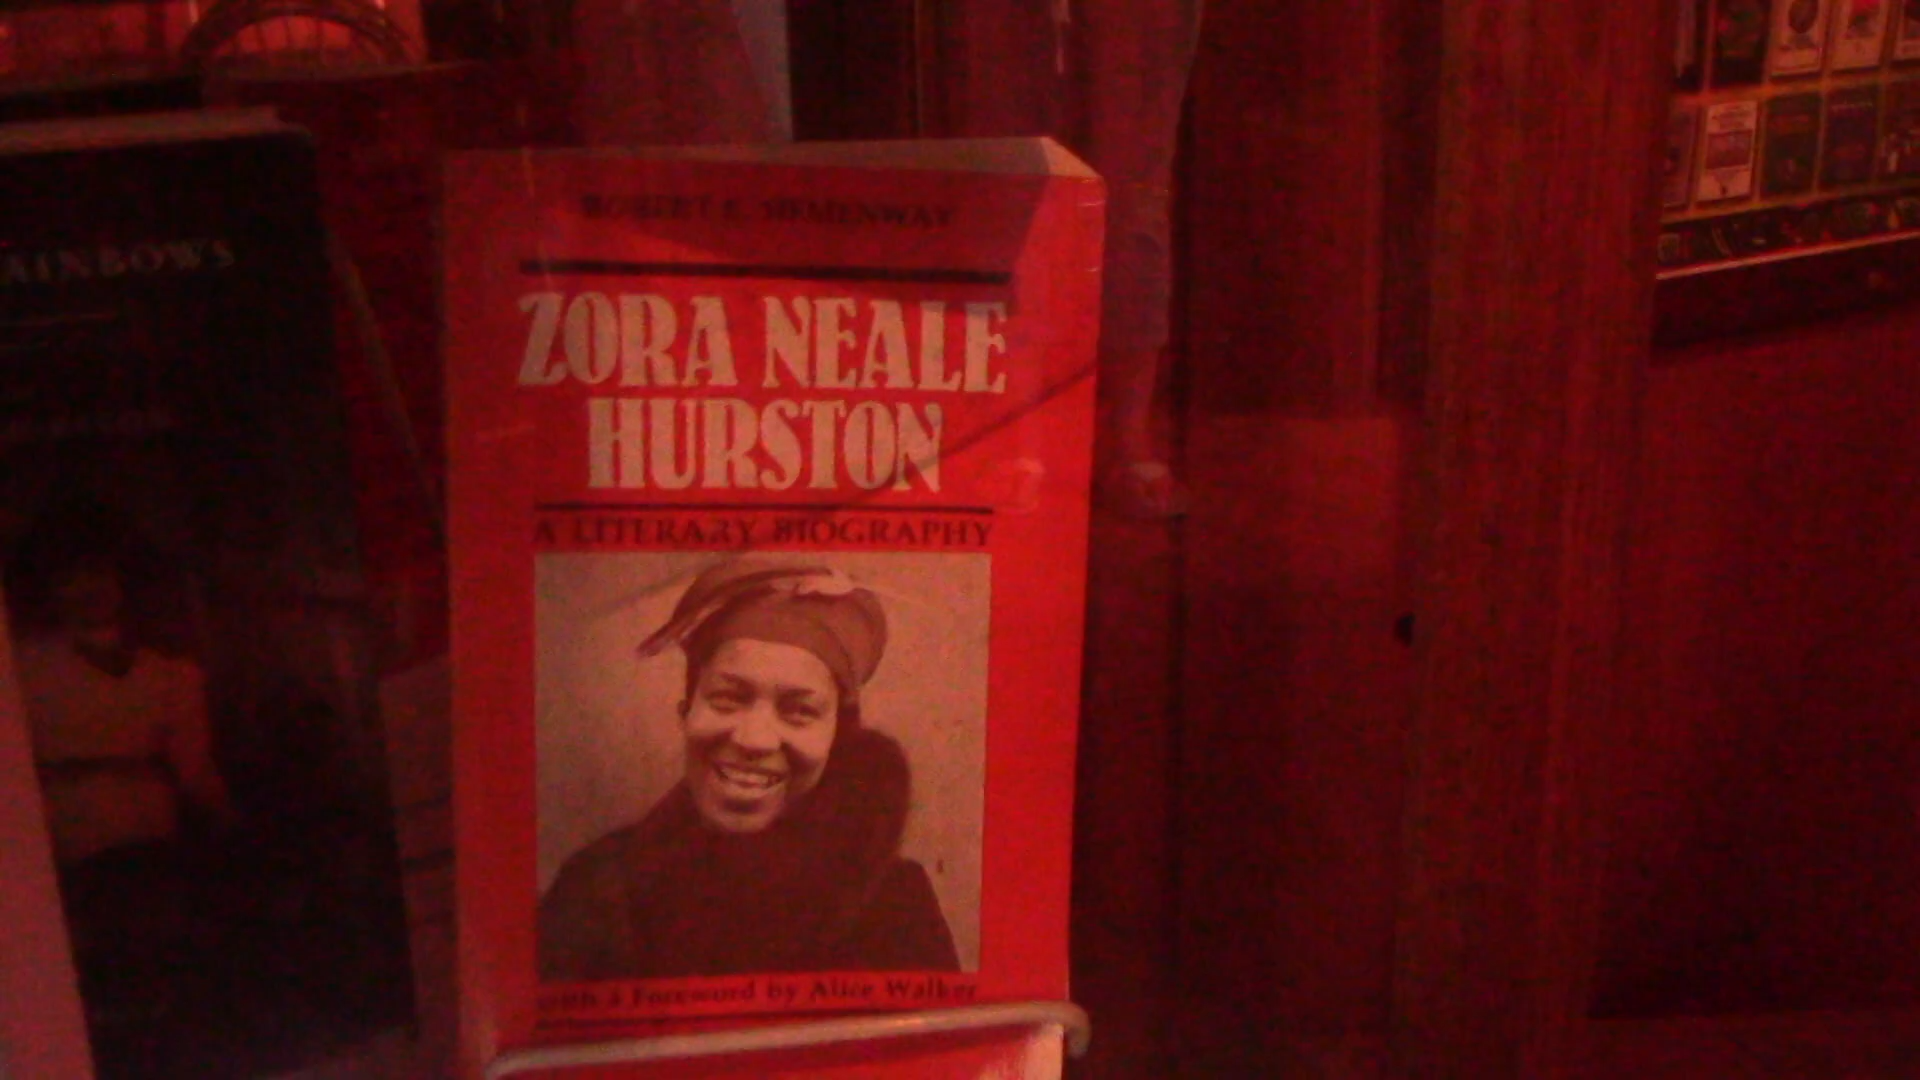 AINBOWS
ROBERT E. HEMENWAY
ZORA NEALE
HURSTON
A LITERARY BIOGRAPHY
with a Foreword by Alice Walker